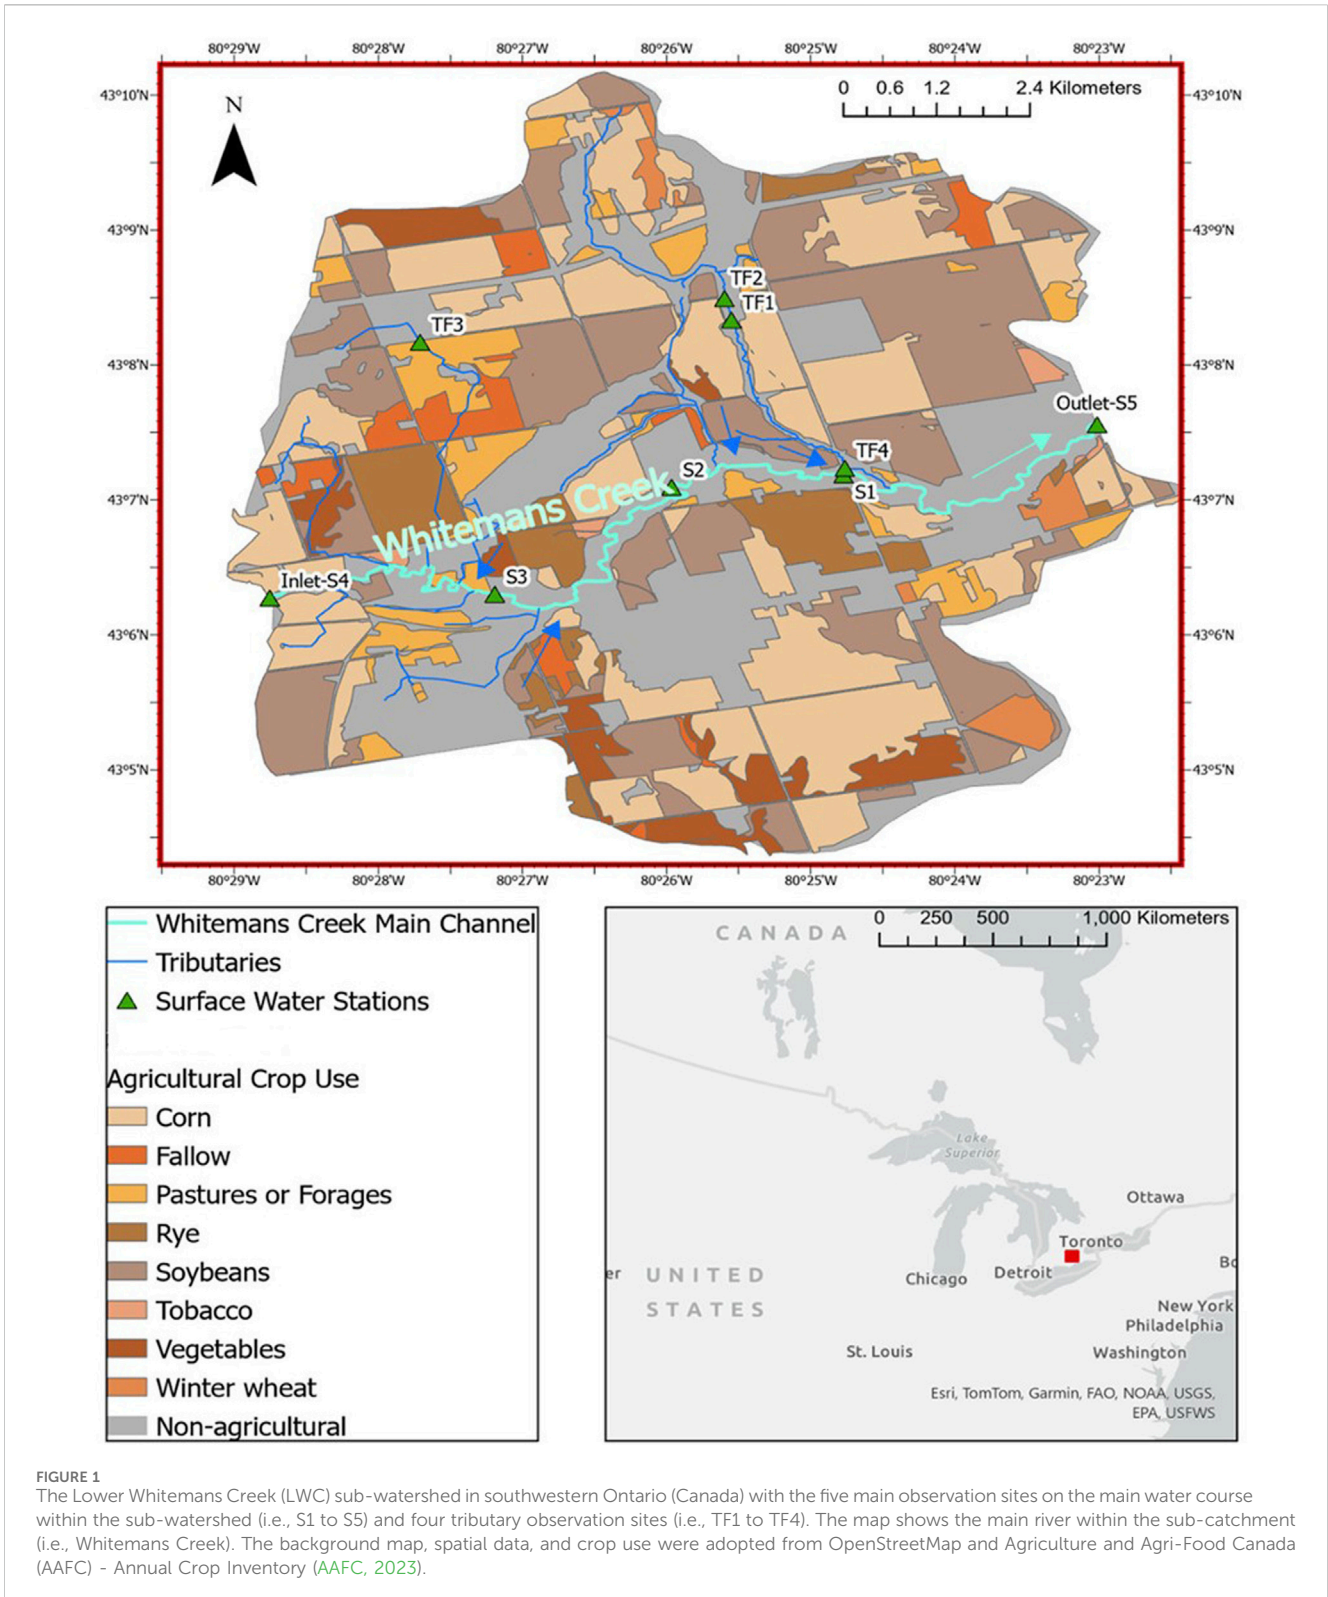 80°29'W 80°28'W 80°27'W 80°26'W 80°25'W 80°24'W 80°23'W
43°10'N 43°10'N
N
0 0.6 1.2 2.4 Kilometers
43°9'N 43°9'N
TF2
TF1
TF3
43°8'N 43°8'N
Outlet-S5
TF4
S2
S1
43°7'N 43°7'N
Whitemans Creek
S3
Inlet-S4
43°6'N 43°6'N
43°5'N 43°5'N
80°29'W 80°28'W 80°27'W 80°26'W 80°25'W 80°24'W 80°23'W
Whitemans Creek Main Channel
Tributaries
Surface Water Stations
Agricultural Crop Use
Corn
Fallow
Pastures or Forages
Rye
Soybeans
Tobacco
Vegetables
Winter wheat
Non-agricultural
0 250 500 1,000 Kilometers
CANADA
Lake
Superior
Ottawa
Toronto
Bo
er UNITED
STATES
Chicago Detroit
New York
Philadelphia
St. Louis Washington
Esri, TomTom, Garmin, FAO, NOAA, USGS,
EPA, USFWS
FIGURE 1
The Lower Whitemans Creek (LWC) sub-watershed in southwestern Ontario (Canada) with the five main observation sites on the main water course
within the sub-watershed (i.e., S1 to S5) and four tributary observation sites (i.e., TF1 to TF4). The map shows the main river within the sub-catchment
(i.e., Whitemans Creek). The background map, spatial data, and crop use were adopted from OpenStreetMap and Agriculture and Agri-Food Canada
(AAFC) - Annual Crop Inventory (AAFC, 2023).